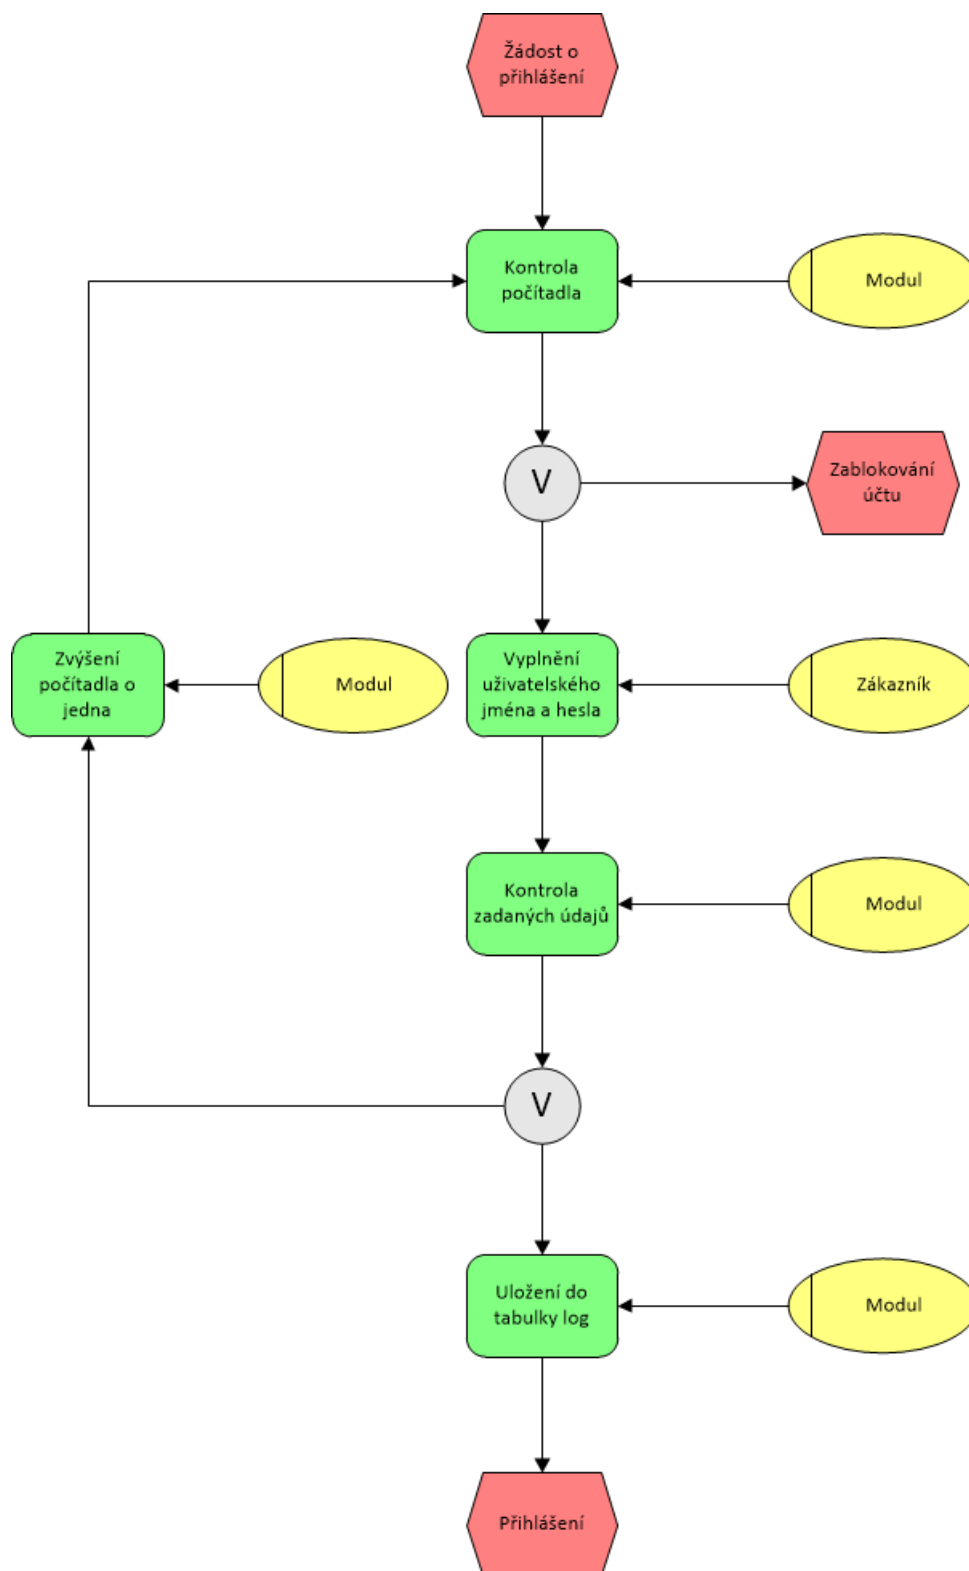 Žádost o
přihlášení
Kontrola
počítadla
Modul
V
Zablokování
účtu
Zvýšení
počítadla o
jedna
Modul
Vyplnění
uživatelského
jména a hesla
Zákazník
Kontrola
zadaných údajů
Modul
V
Uložení do
tabulky log
Modul
Přihlášení